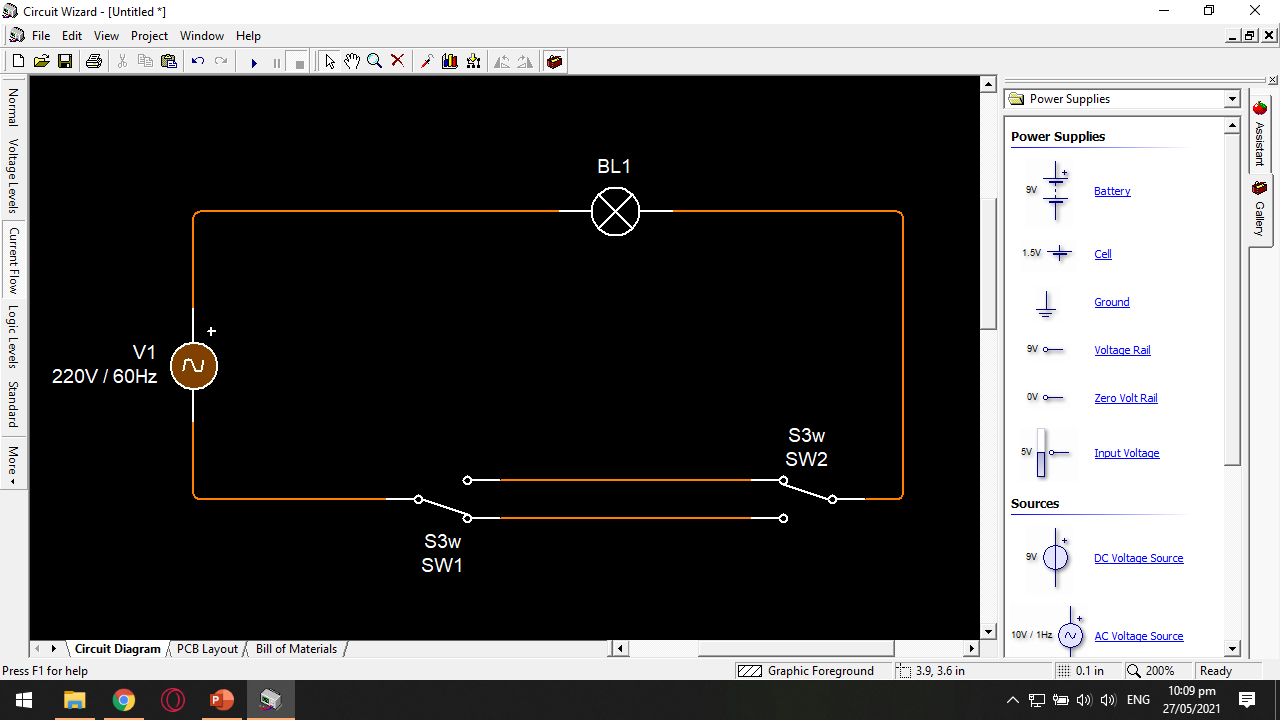 Circuit Wizard - [Untitled *]
File Edit View Project Window Help
Normal
Voltage Levels
Current Flow
Logic Levels
Standard
More
BL1
+
V1
220V / 60Hz
S3w
SW2
S3w
SW1
Power Supplies
Power Supplies
9V
+
Battery
1.5V
Cell
Ground
9V
Voltage Rail
0V
Zero Volt Rail
5V
Input Voltage
Sources
9V
+
DC Voltage Source
10V / 1Hz
+
AC Voltage Source
Assistant
Gallery
Circuit Diagram PCB Layout Bill of Materials
Press F1 for help
Graphic Foreground 3.9, 3.6 in 0.1 in 200% Ready
ENG
10:09 pm
27/05/2021